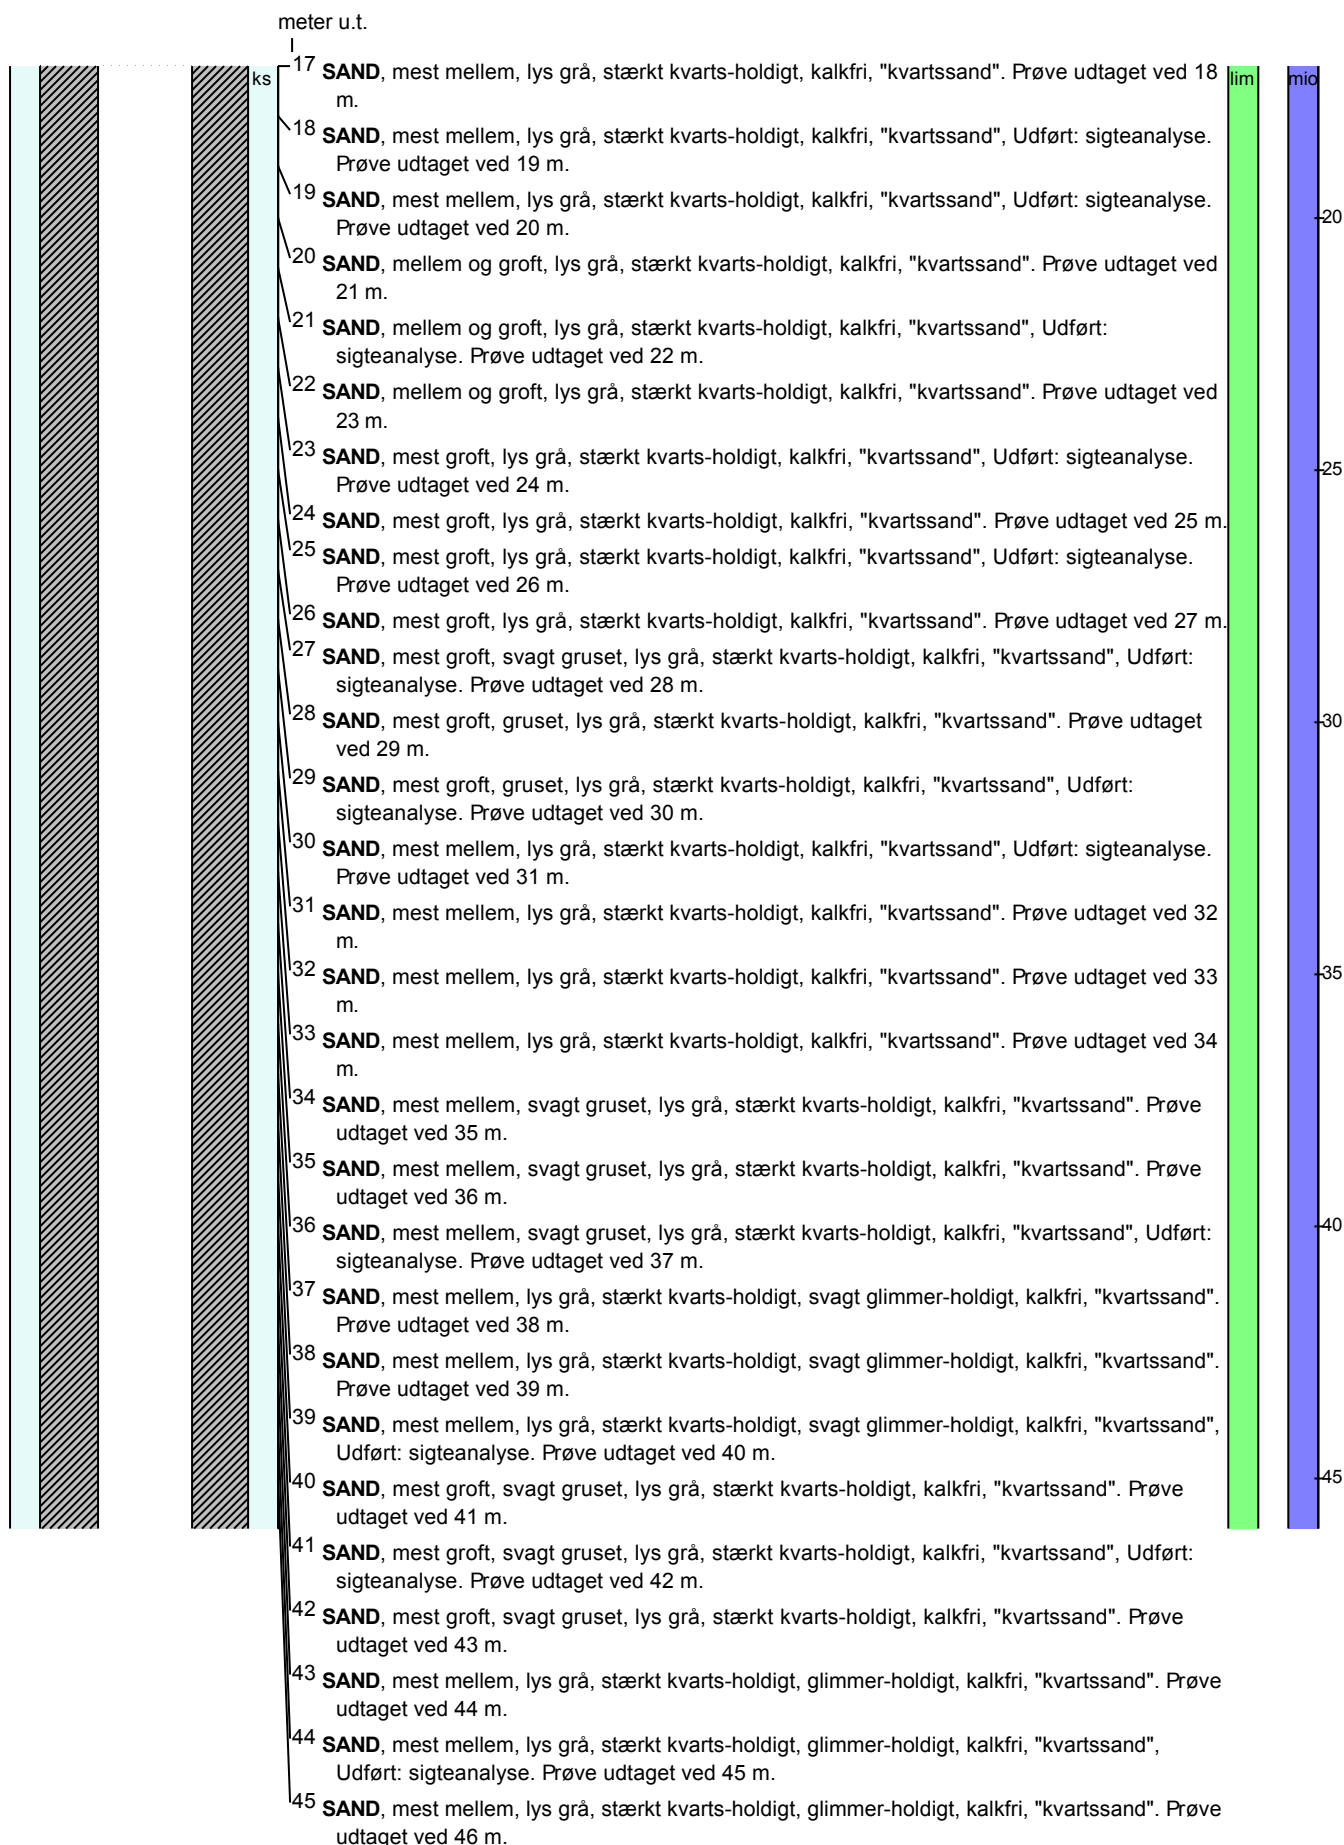 meter u.t.
17 SAND, mest mellem, lys grå, stærkt kvarts-holdigt, kalkfri, "kvartssand". Prøve udtaget ved 18
m.
ks
lim
mio
18 SAND, mest mellem, lys grå, stærkt kvarts-holdigt, kalkfri, "kvartssand", Udført: sigteanalyse.
Prøve udtaget ved 19 m.
19 SAND, mest mellem, lys grå, stærkt kvarts-holdigt, kalkfri, "kvartssand", Udført: sigteanalyse.
Prøve udtaget ved 20 m.
20
20 SAND, mellem og groft, lys grå, stærkt kvarts-holdigt, kalkfri, "kvartssand". Prøve udtaget ved
21 m.
21 SAND, mellem og groft, lys grå, stærkt kvarts-holdigt, kalkfri, "kvartssand", Udført:
sigteanalyse. Prøve udtaget ved 22 m.
22 SAND, mellem og groft, lys grå, stærkt kvarts-holdigt, kalkfri, "kvartssand". Prøve udtaget ved
23 m.
23 SAND, mest groft, lys grå, stærkt kvarts-holdigt, kalkfri, "kvartssand", Udført: sigteanalyse.
Prøve udtaget ved 24 m.
25
24 SAND, mest groft, lys grå, stærkt kvarts-holdigt, kalkfri, "kvartssand". Prøve udtaget ved 25 m.
25 SAND, mest groft, lys grå, stærkt kvarts-holdigt, kalkfri, "kvartssand", Udført: sigteanalyse.
Prøve udtaget ved 26 m.
26 SAND, mest groft, lys grå, stærkt kvarts-holdigt, kalkfri, "kvartssand". Prøve udtaget ved 27 m.
27 SAND, mest groft, svagt gruset, lys grå, stærkt kvarts-holdigt, kalkfri, "kvartssand", Udført:
sigteanalyse. Prøve udtaget ved 28 m.
28 SAND, mest groft, gruset, lys grå, stærkt kvarts-holdigt, kalkfri, "kvartssand". Prøve udtaget
ved 29 m.
30
29 SAND, mest groft, gruset, lys grå, stærkt kvarts-holdigt, kalkfri, "kvartssand", Udført:
sigteanalyse. Prøve udtaget ved 30 m.
30 SAND, mest mellem, lys grå, stærkt kvarts-holdigt, kalkfri, "kvartssand", Udført: sigteanalyse.
Prøve udtaget ved 31 m.
31 SAND, mest mellem, lys grå, stærkt kvarts-holdigt, kalkfri, "kvartssand". Prøve udtaget ved 32
m.
32 SAND, mest mellem, lys grå, stærkt kvarts-holdigt, kalkfri, "kvartssand". Prøve udtaget ved 33
m.
35
33 SAND, mest mellem, lys grå, stærkt kvarts-holdigt, kalkfri, "kvartssand". Prøve udtaget ved 34
m.
34 SAND, mest mellem, svagt gruset, lys grå, stærkt kvarts-holdigt, kalkfri, "kvartssand". Prøve
udtaget ved 35 m.
35 SAND, mest mellem, svagt gruset, lys grå, stærkt kvarts-holdigt, kalkfri, "kvartssand". Prøve
udtaget ved 36 m.
36 SAND, mest mellem, svagt gruset, lys grå, stærkt kvarts-holdigt, kalkfri, "kvartssand", Udført:
sigteanalyse. Prøve udtaget ved 37 m.
40
37 SAND, mest mellem, lys grå, stærkt kvarts-holdigt, svagt glimmer-holdigt, kalkfri, "kvartssand".
Prøve udtaget ved 38 m.
38 SAND, mest mellem, lys grå, stærkt kvarts-holdigt, svagt glimmer-holdigt, kalkfri, "kvartssand".
Prøve udtaget ved 39 m.
39 SAND, mest mellem, lys grå, stærkt kvarts-holdigt, svagt glimmer-holdigt, kalkfri, "kvartssand",
Udført: sigteanalyse. Prøve udtaget ved 40 m.
40 SAND, mest groft, svagt gruset, lys grå, stærkt kvarts-holdigt, kalkfri, "kvartssand". Prøve
udtaget ved 41 m.
45
41 SAND, mest groft, svagt gruset, lys grå, stærkt kvarts-holdigt, kalkfri, "kvartssand", Udført:
sigteanalyse. Prøve udtaget ved 42 m.
42 SAND, mest groft, svagt gruset, lys grå, stærkt kvarts-holdigt, kalkfri, "kvartssand". Prøve
udtaget ved 43 m.
43 SAND, mest mellem, lys grå, stærkt kvarts-holdigt, glimmer-holdigt, kalkfri, "kvartssand". Prøve
udtaget ved 44 m.
44 SAND, mest mellem, lys grå, stærkt kvarts-holdigt, glimmer-holdigt, kalkfri, "kvartssand",
Udført: sigteanalyse. Prøve udtaget ved 45 m.
45 SAND, mest mellem, lys grå, stærkt kvarts-holdigt, glimmer-holdigt, kalkfri, "kvartssand". Prøve
udtaget ved 46 m.